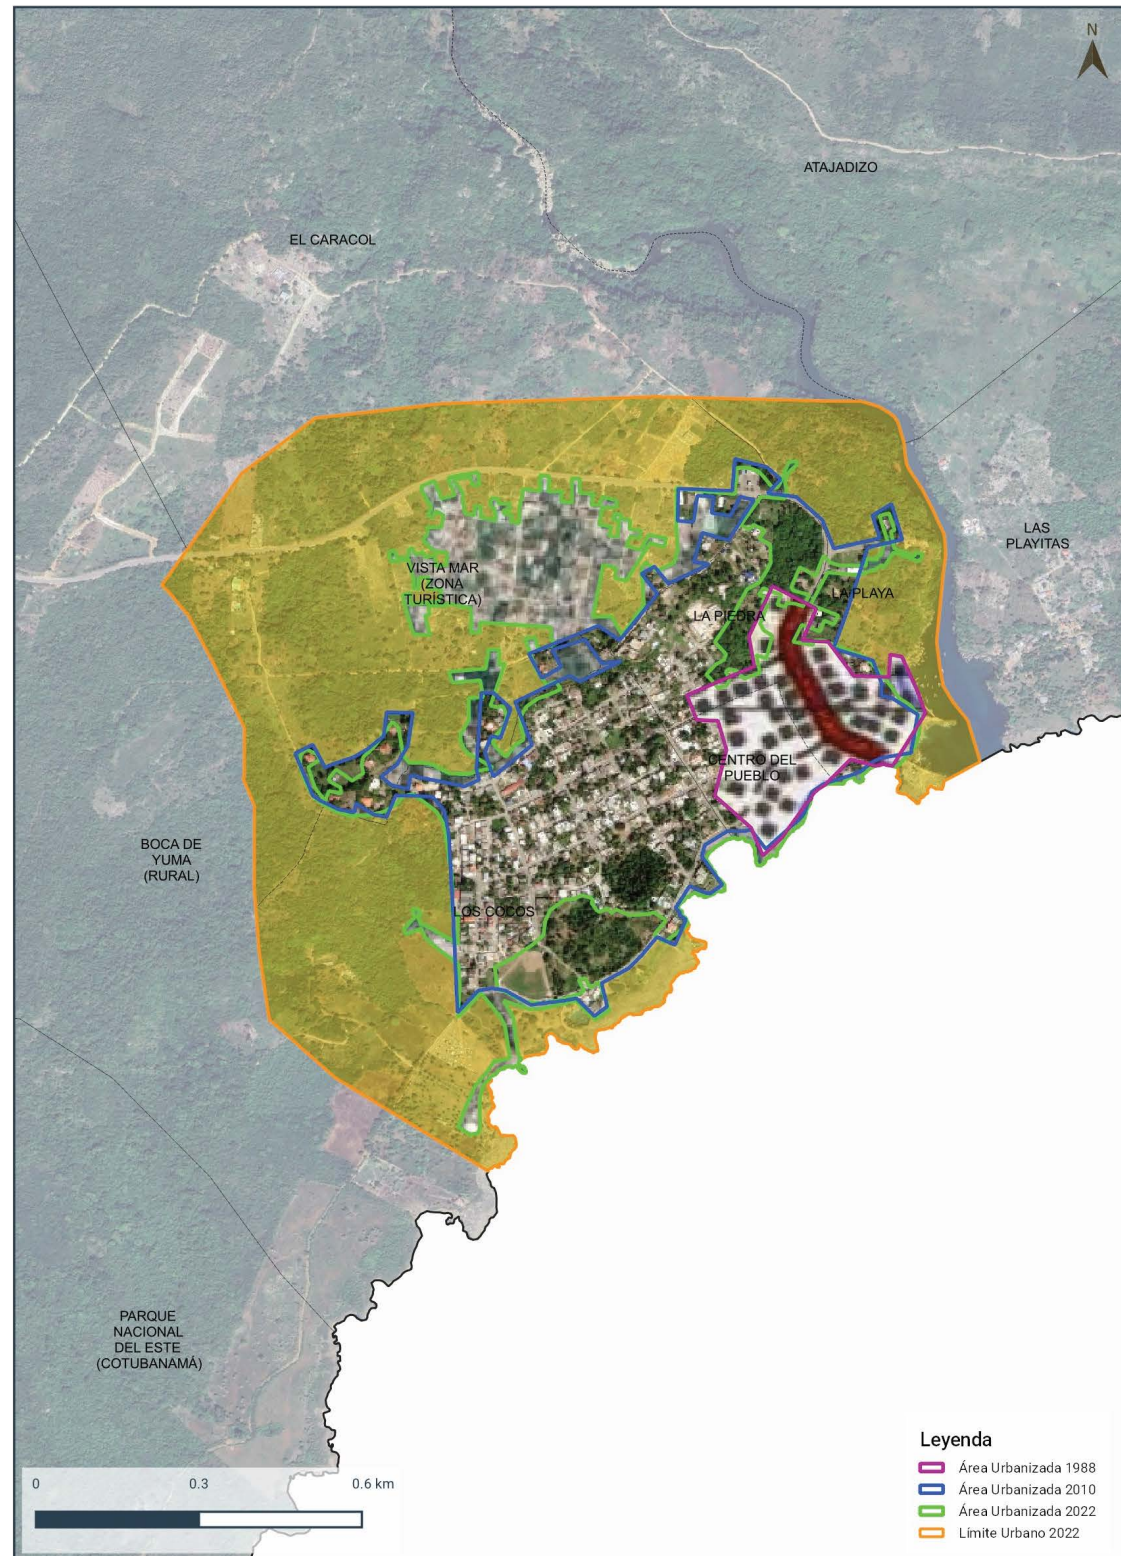 N
ATAJADIZO
EL CARACOL
LAS
PLAYITAS
VISTA MAR
(ZONA
TURÍSTICA)
LA PLAYA
LA PIEDRA
CENTRO DEL
PUEBLO
BOCA DE
YUMA
(RURAL)
LOS COCOS
PARQUE
NACIONAL
DEL ESTE
(COTUBANAMÁ)
Leyenda
Área Urbanizada 1988
Área Urbanizada 2010
Área Urbanizada 2022
Límite Urbano 2022
0 0.3 0.6 km